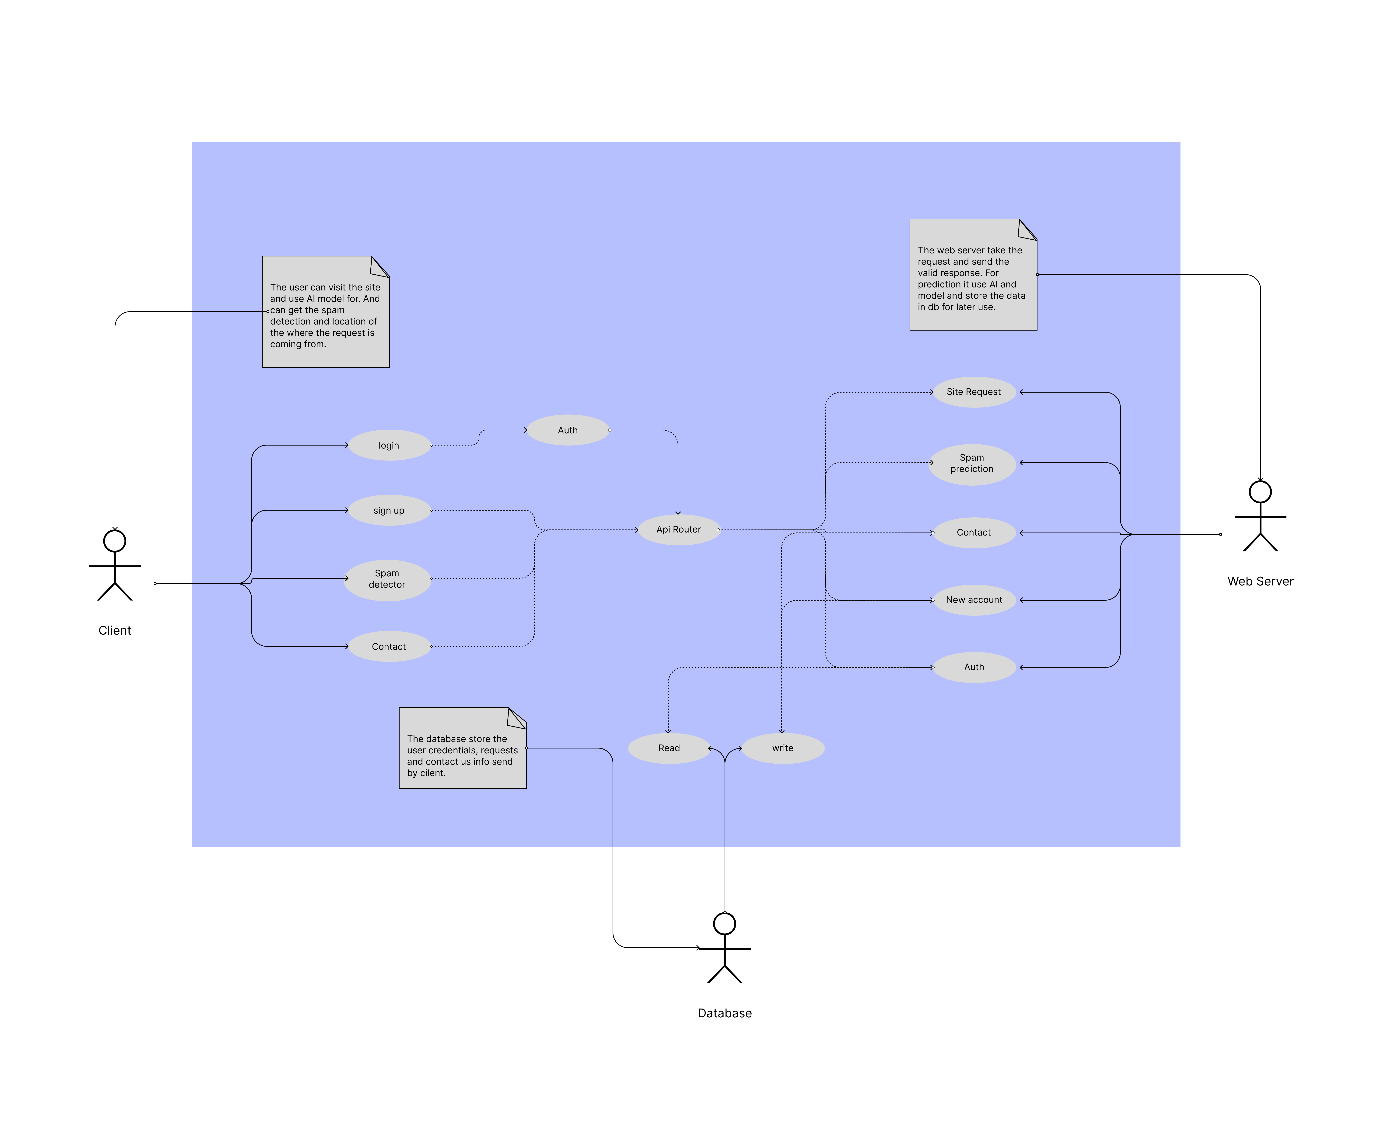 The web server take the
request and send the
valid response. For
prediction it use AI and
model and store the data
in db for later use.
The user can visit the site
and use AI model for. And
can get the spam
detection and location of
the where the request is
coming from.
Site Request
Auth
login
Spam
prediction
sign up
Api Router
Contact
Web Server
Spam
detector
New account
Client
Contact
Auth
The database store the
user credentials, requests
and contact us info send
by cilent.
Read
write
Database